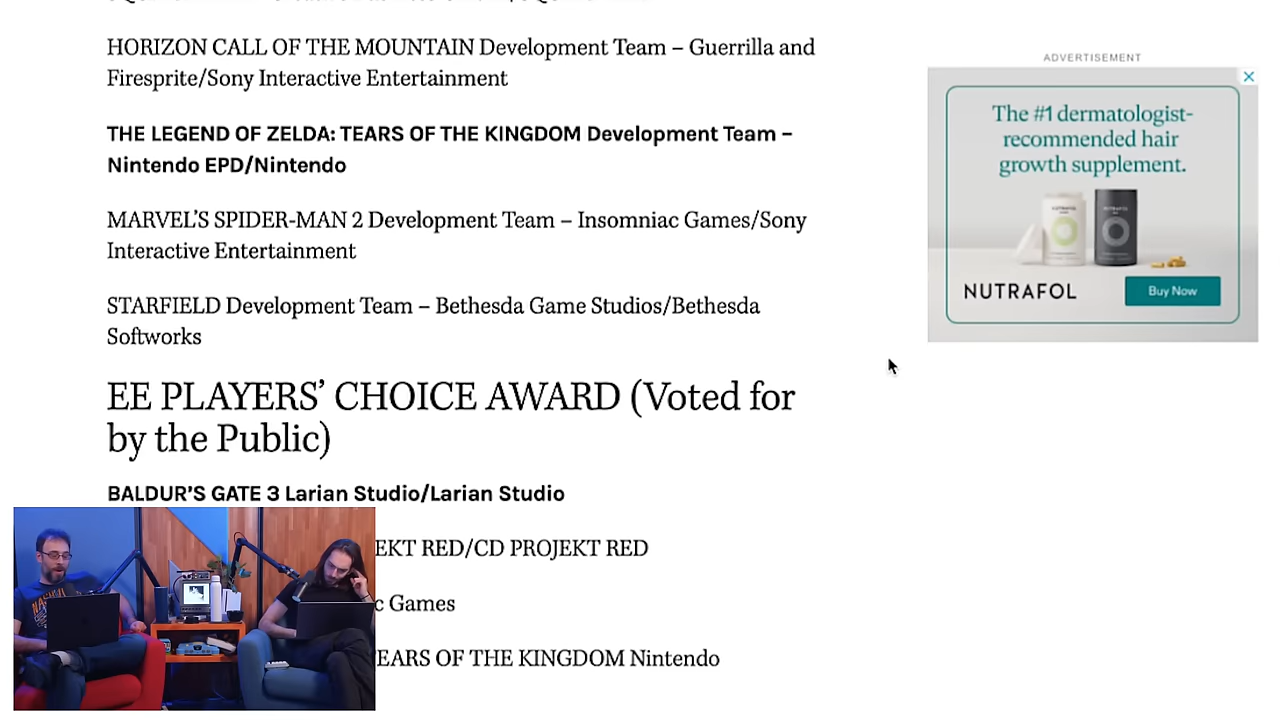 HORIZON CALL OF THE MOUNTAIN Development Team – Guerrilla and
Firesprite/Sony Interactive Entertainment
THE LEGEND OF ZELDA: TEARS OF THE KINGDOM Development Team –
Nintendo EPD/Nintendo
MARVEL'S SPIDER-MAN 2 Development Team – Insomniac Games/Sony
Interactive Entertainment
STARFIELD Development Team – Bethesda Game Studios/Bethesda
Softworks
EE PLAYERS' CHOICE AWARD (Voted for
by the Public)
BALDUR'S GATE 3 Larian Studio/Larian Studio
EKT RED/CD PROJEKT RED
c Games
EARS OF THE KINGDOM Nintendo
ADVERTISEMENT
The #1 dermatologist-
recommended hair
growth supplement.
NUTRAFOL
NUTRAFOL
NUTRAFOL
Buy Now